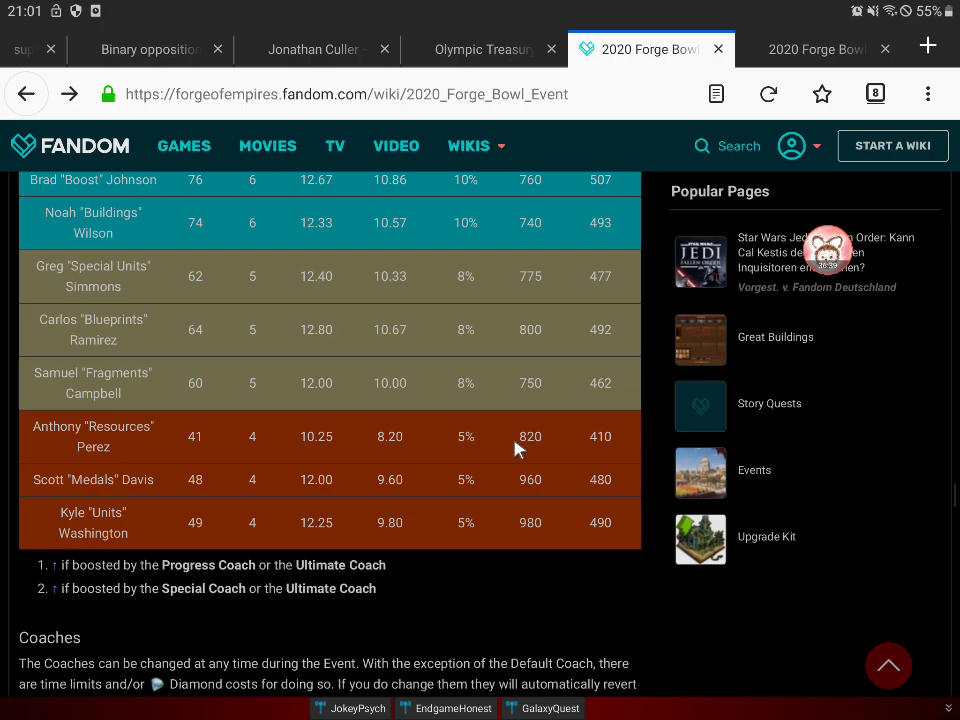 21:01 55%
sup Binary opposition Jonathan Culler - Olympic Treasur 2020 Forge Bowl 2020 Forge Bowl
https://forgeofempires.fandom.com/wiki/2020_Forge_Bowl_Event 8
FANDOM GAMES MOVIES TV VIDEO WIKIS Search START A WIKI
Brad "Boost" Johnson 76 6 12.67 10.86 10% 760 507
Noah "Buildings"
Wilson 74 6 12.33 10.57 10% 740 493
Greg "Special Units"
Simmons 62 5 12.40 10.33 8% 775 477
Carlos "Blueprints"
Ramirez 64 5 12.80 10.67 8% 800 492
Samuel "Fragments"
Campbell 60 5 12.00 10.00 8% 750 462
Anthony "Resources"
Perez 41 4 10.25 8.20 5% 820 410
Scott "Medals" Davis 48 4 12.00 9.60 5% 960 480
Kyle "Units"
Washington 49 4 12.25 9.80 5% 980 490
1. ↑ if boosted by the Progress Coach or the Ultimate Coach
2. ↑ if boosted by the Special Coach or the Ultimate Coach
Coaches
The Coaches can be changed at any time during the Event. With the exception of the Default Coach, there
are time limits and/or Diamond costs for doing so. If you do change them they will automatically revert
Popular Pages
STAR WARS
JEDI
FALLEN ORDER
Star Wars Jedi Order: Kann
Cal Kestis de
Inquisitoren en
36:39
Vorgest. v. Fandom Deutschland
Great Buildings
Story Quests
Events
Upgrade Kit
JokeyPsych EndgameHonest GalaxyQuest